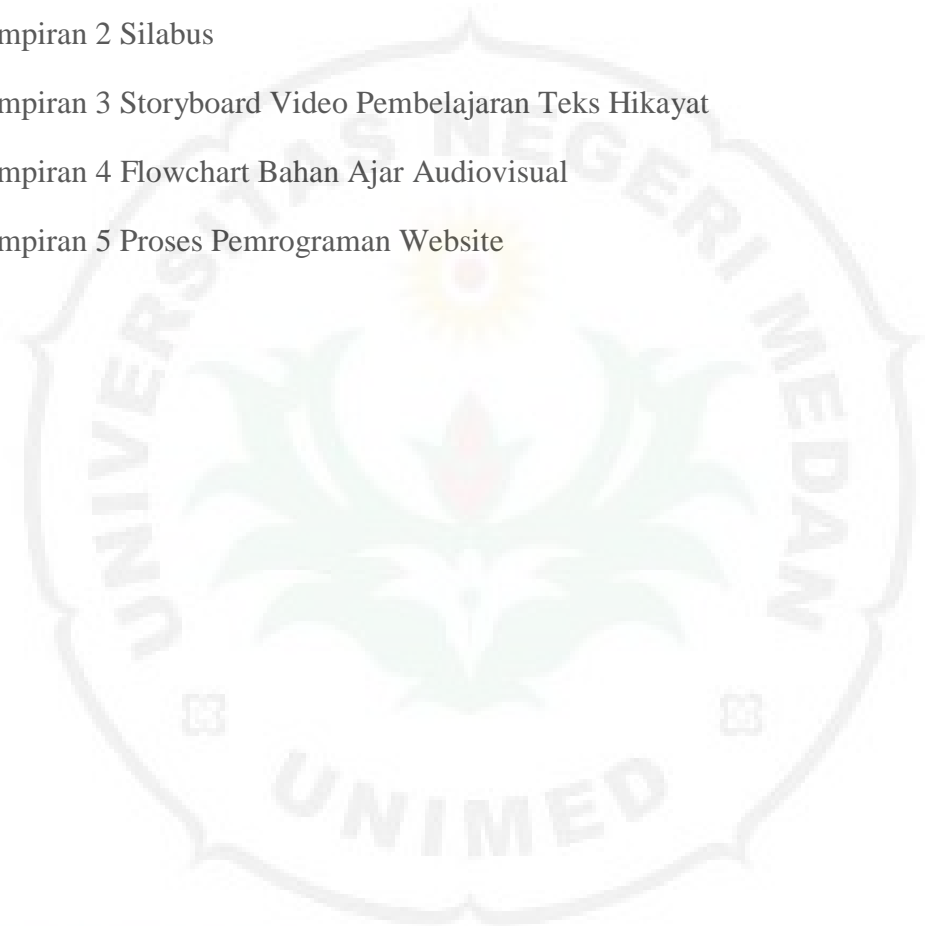 mpiran 2 Silabus
mpiran 3 Storyboard Video Pembelajaran Teks Hikayat
mpiran 4 Flowchart Bahan Ajar Audiovisual
mpiran 5 Proses Pemrograman Website
UNIVERSITAS NEGERI MEDAN
UNIMED